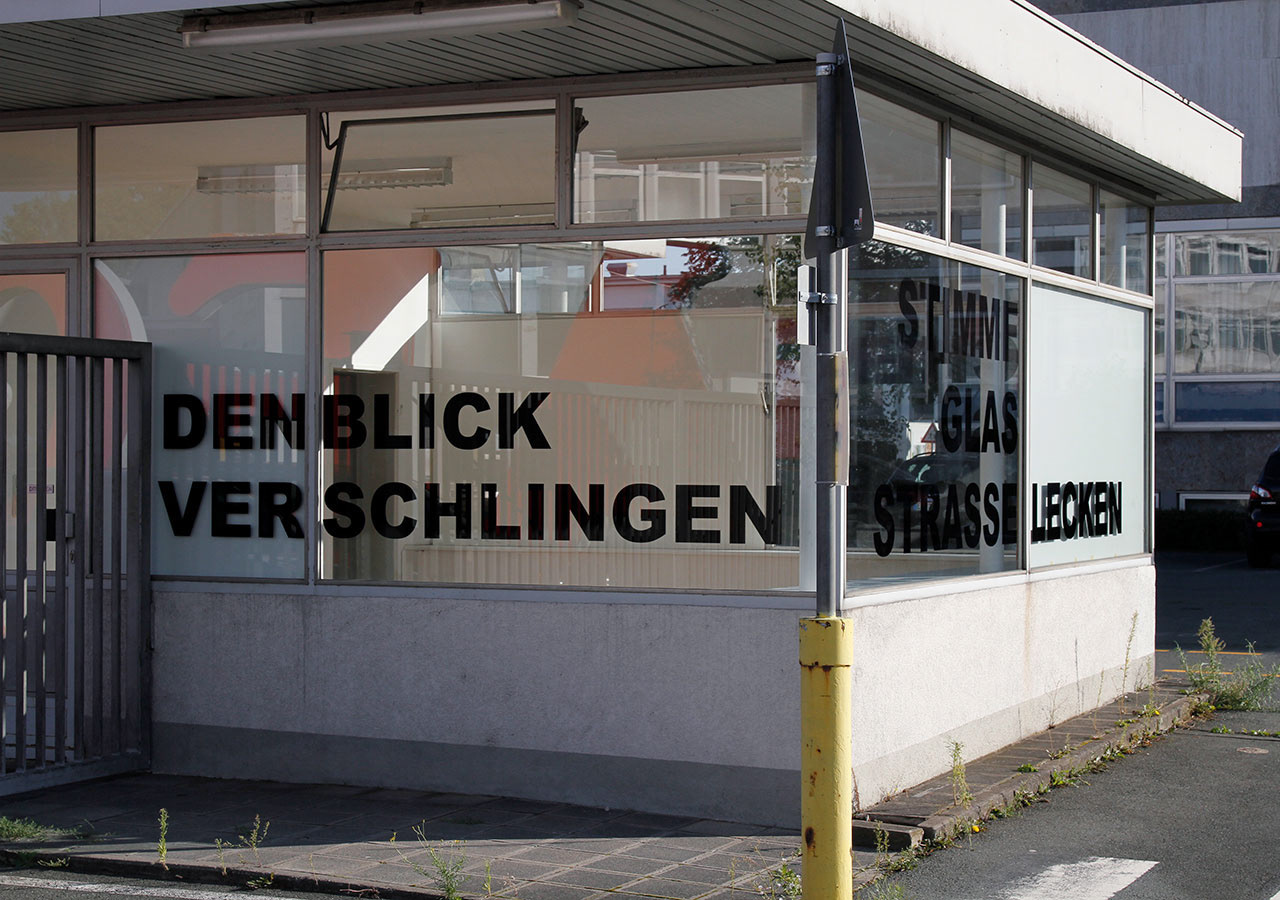 DEN BLICK
VERSCHLINGEN
STIMME
GLAS
STRASSE LECKEN